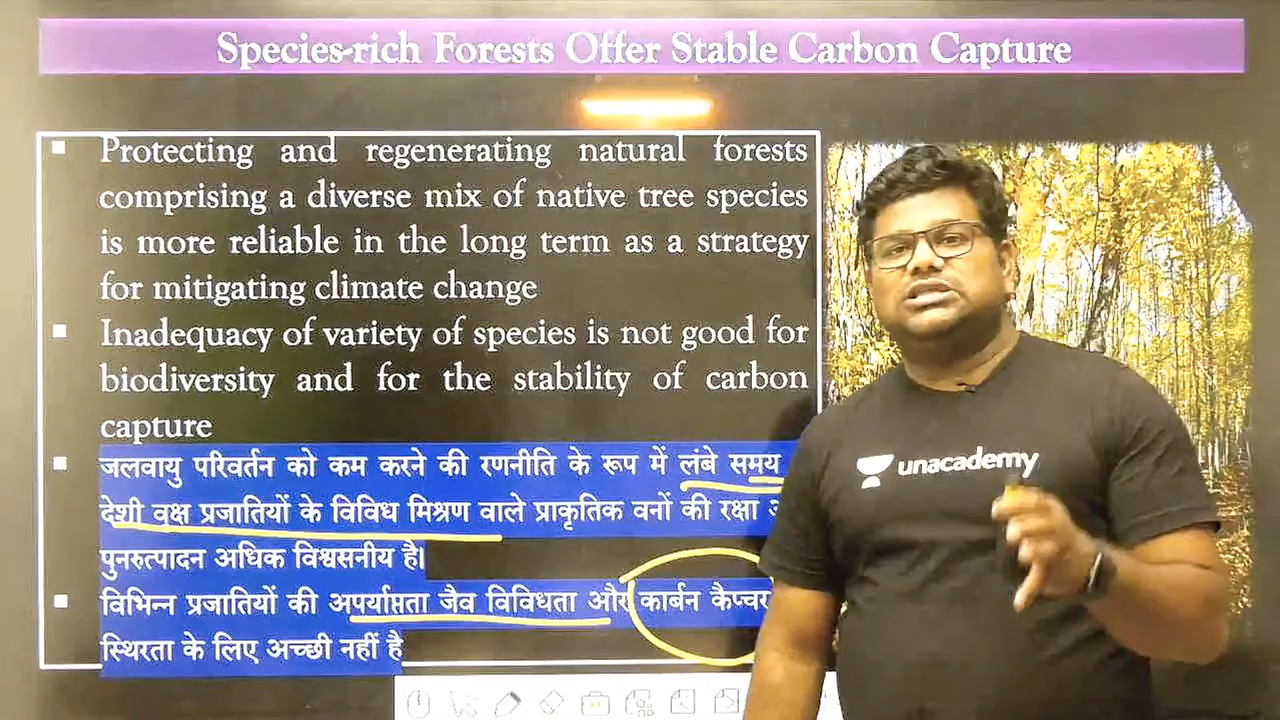 Species-rich Forests Offer Stable Carbon Capture
Protecting and regenerating natural forests
comprising a diverse mix of native tree species
is more reliable in the long term as a strategy
for mitigating climate change
Inadequacy of variety of species is not good for
biodiversity and for the stability of carbon
capture
जलवायु परिवर्तन को कम करने की रणनीति के रूप में लंबे समय
देशी वक्ष प्रजातियों के विविध मिश्रण वाले प्राकृतिक वनों की रक्षा
पुनरुत्पादन अधिक विश्वसनीय है।
विभिन्न प्रजातियों की अपर्याप्तता जैव विविधता और कार्बन कैप्चर
स्थिरता के लिए अच्छी नहीं है
unacademy